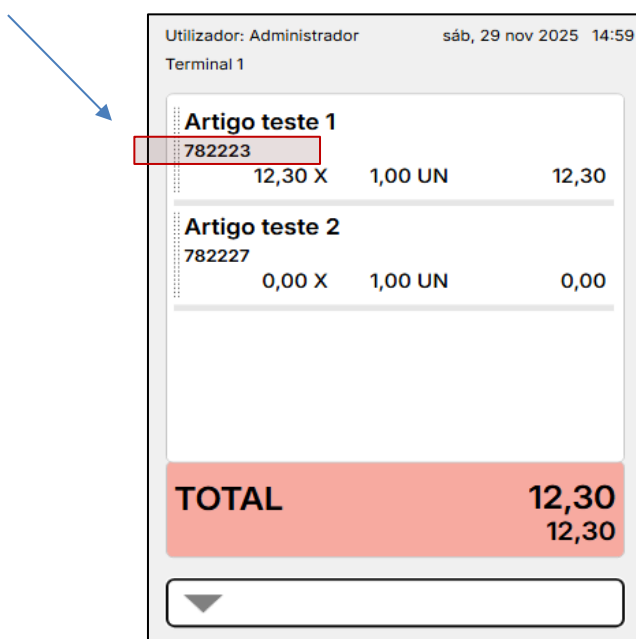 Utilizador: Administrador sáb, 29 nov 2025 14:59
Terminal 1
Artigo teste 1
782223
12,30 X 1,00 UN 12,30
Artigo teste 2
782227
0,00 X 1,00 UN 0,00
TOTAL 12,30
12,30